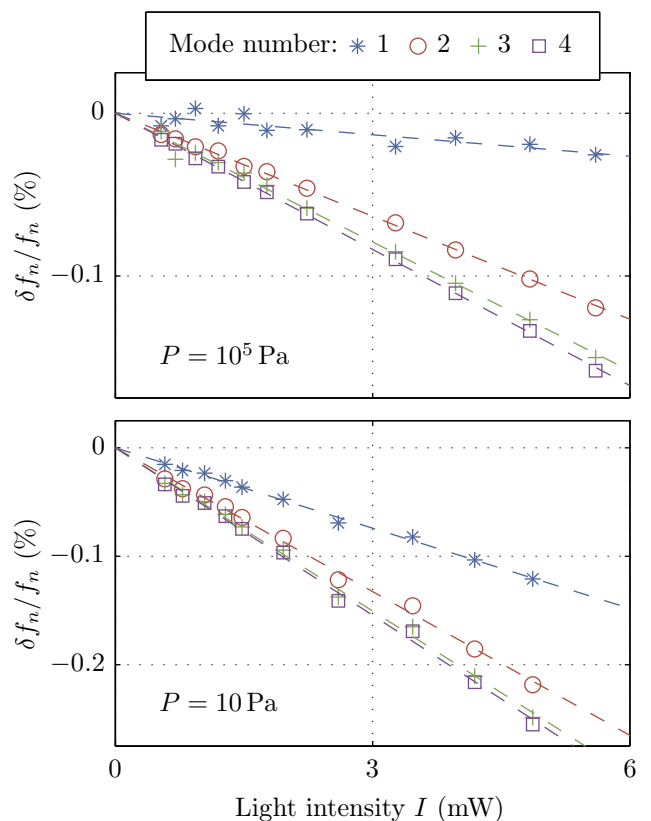 Mode number: 1 2 3 4
0
δf_n/f_n (%)
−0.1
P = 10^5 Pa
0
−0.1
δf_n/f_n (%)
−0.2
P = 10 Pa
0 3 6
Light intensity I (mW)